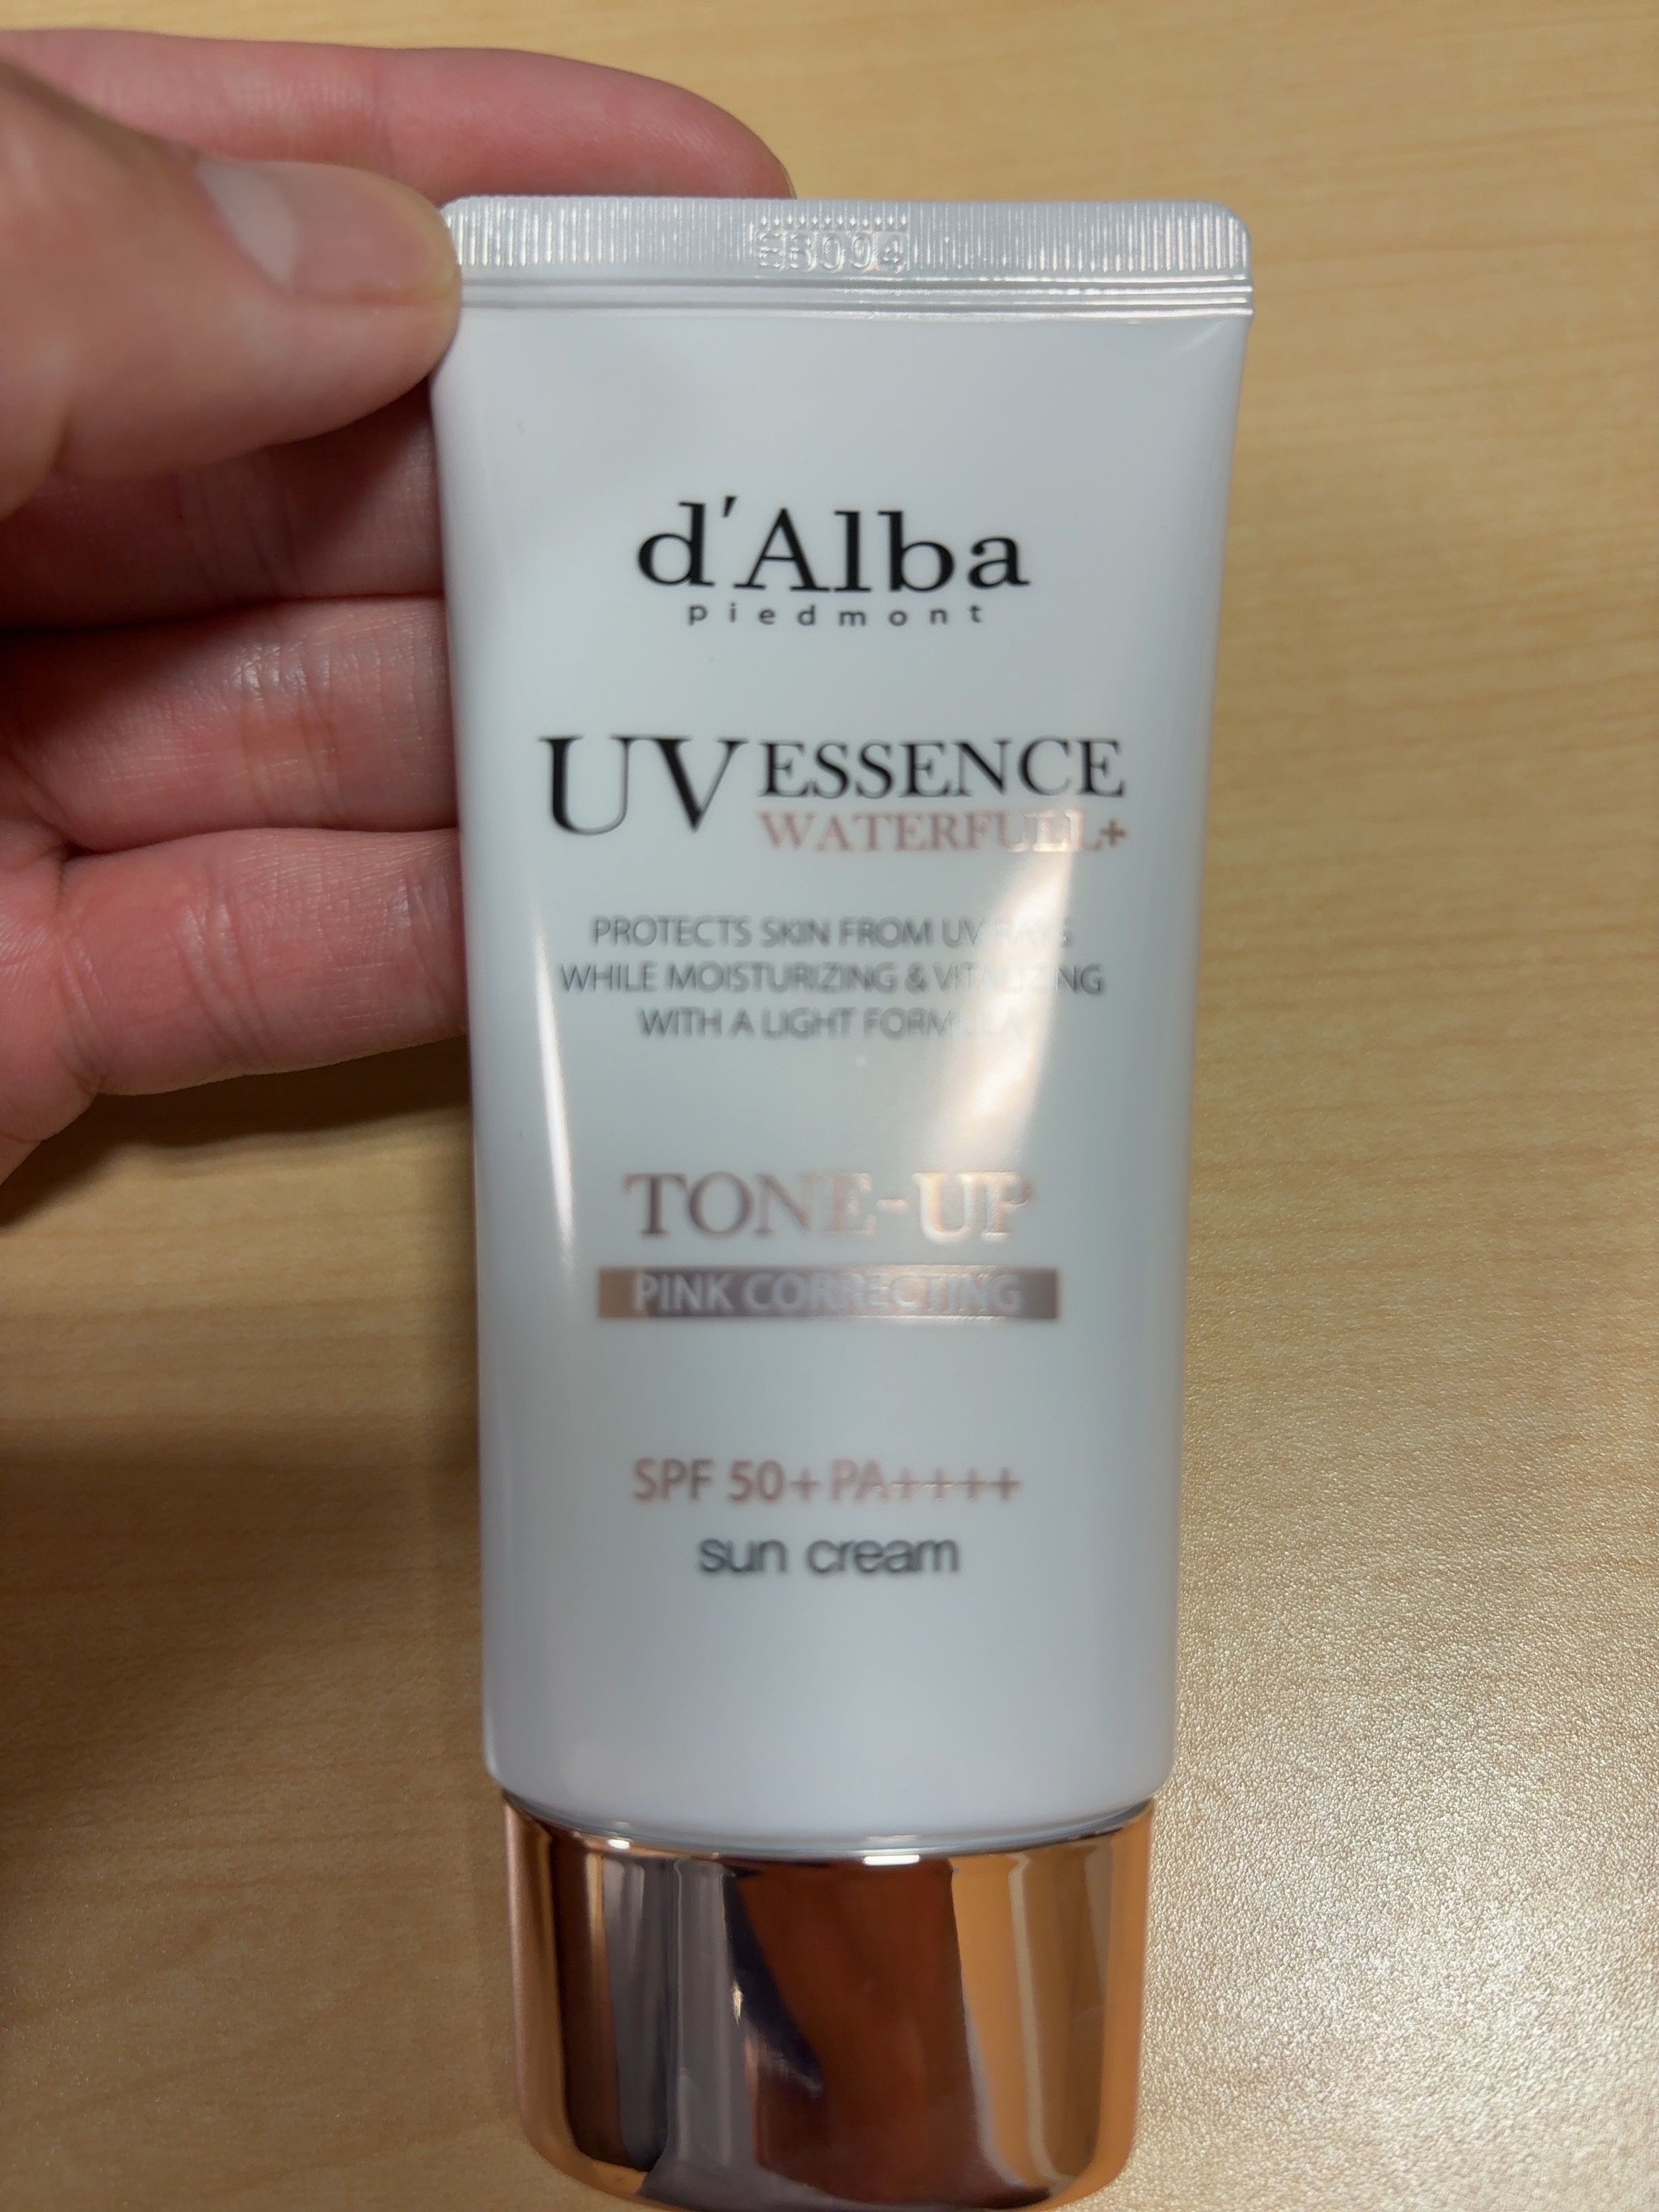 d'Alba
piedmont
UV ESSENCE
WATERFULL+
PROTECTS SKIN FROM UV RAYS
WHILE MOISTURIZING & VITALIZING
WITH A LIGHT FORMULA
TONE-UP
PINK CORRECTING
SPF 50+ PA++++
sun cream